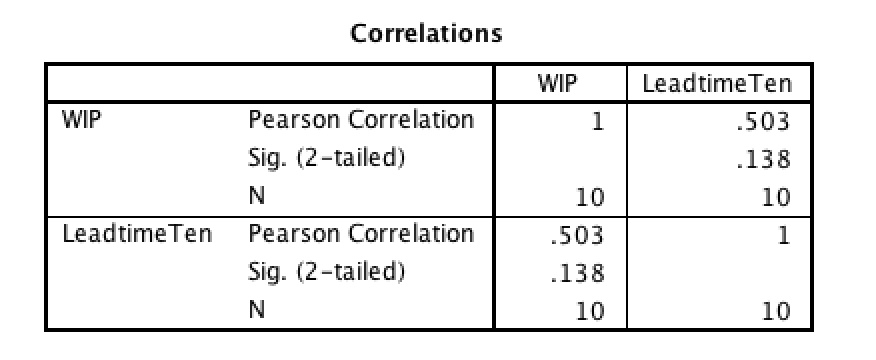 Correlations
WIP LeadtimeTen
WIP Pearson Correlation 1 .503
Sig. (2-tailed) .138
N 10 10
LeadtimeTen Pearson Correlation .503 1
Sig. (2-tailed) .138
N 10 10